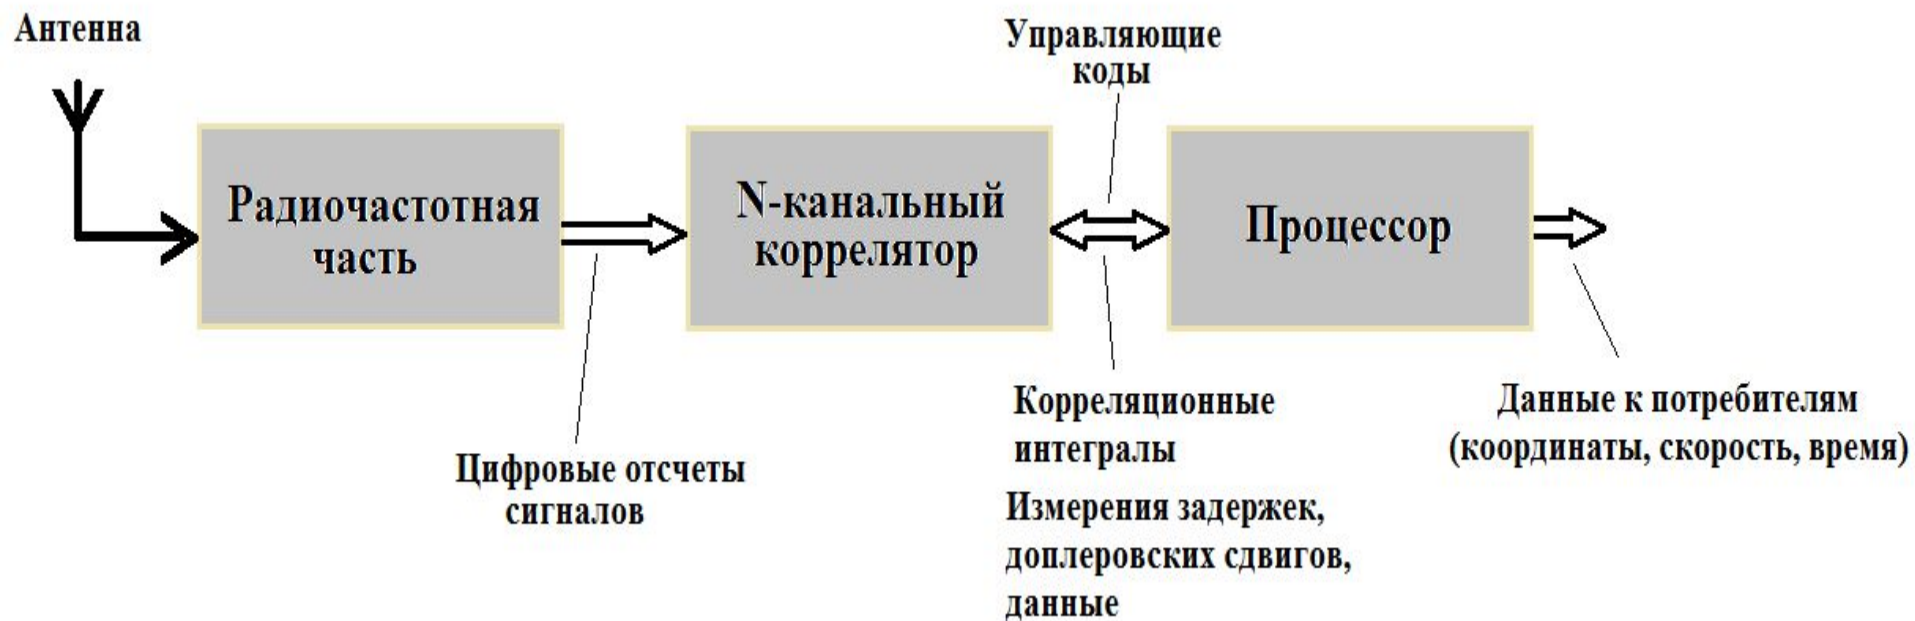 Антенна
Управляющие
коды
Радиочастотная
часть
N-канальный
коррелятор
Процессор
Цифровые отсчеты
сигналов
Корреляционные
интегралы
Измерения задержек,
доплеровских сдвигов,
данные
Данные к потребителям
(координаты, скорость, время)